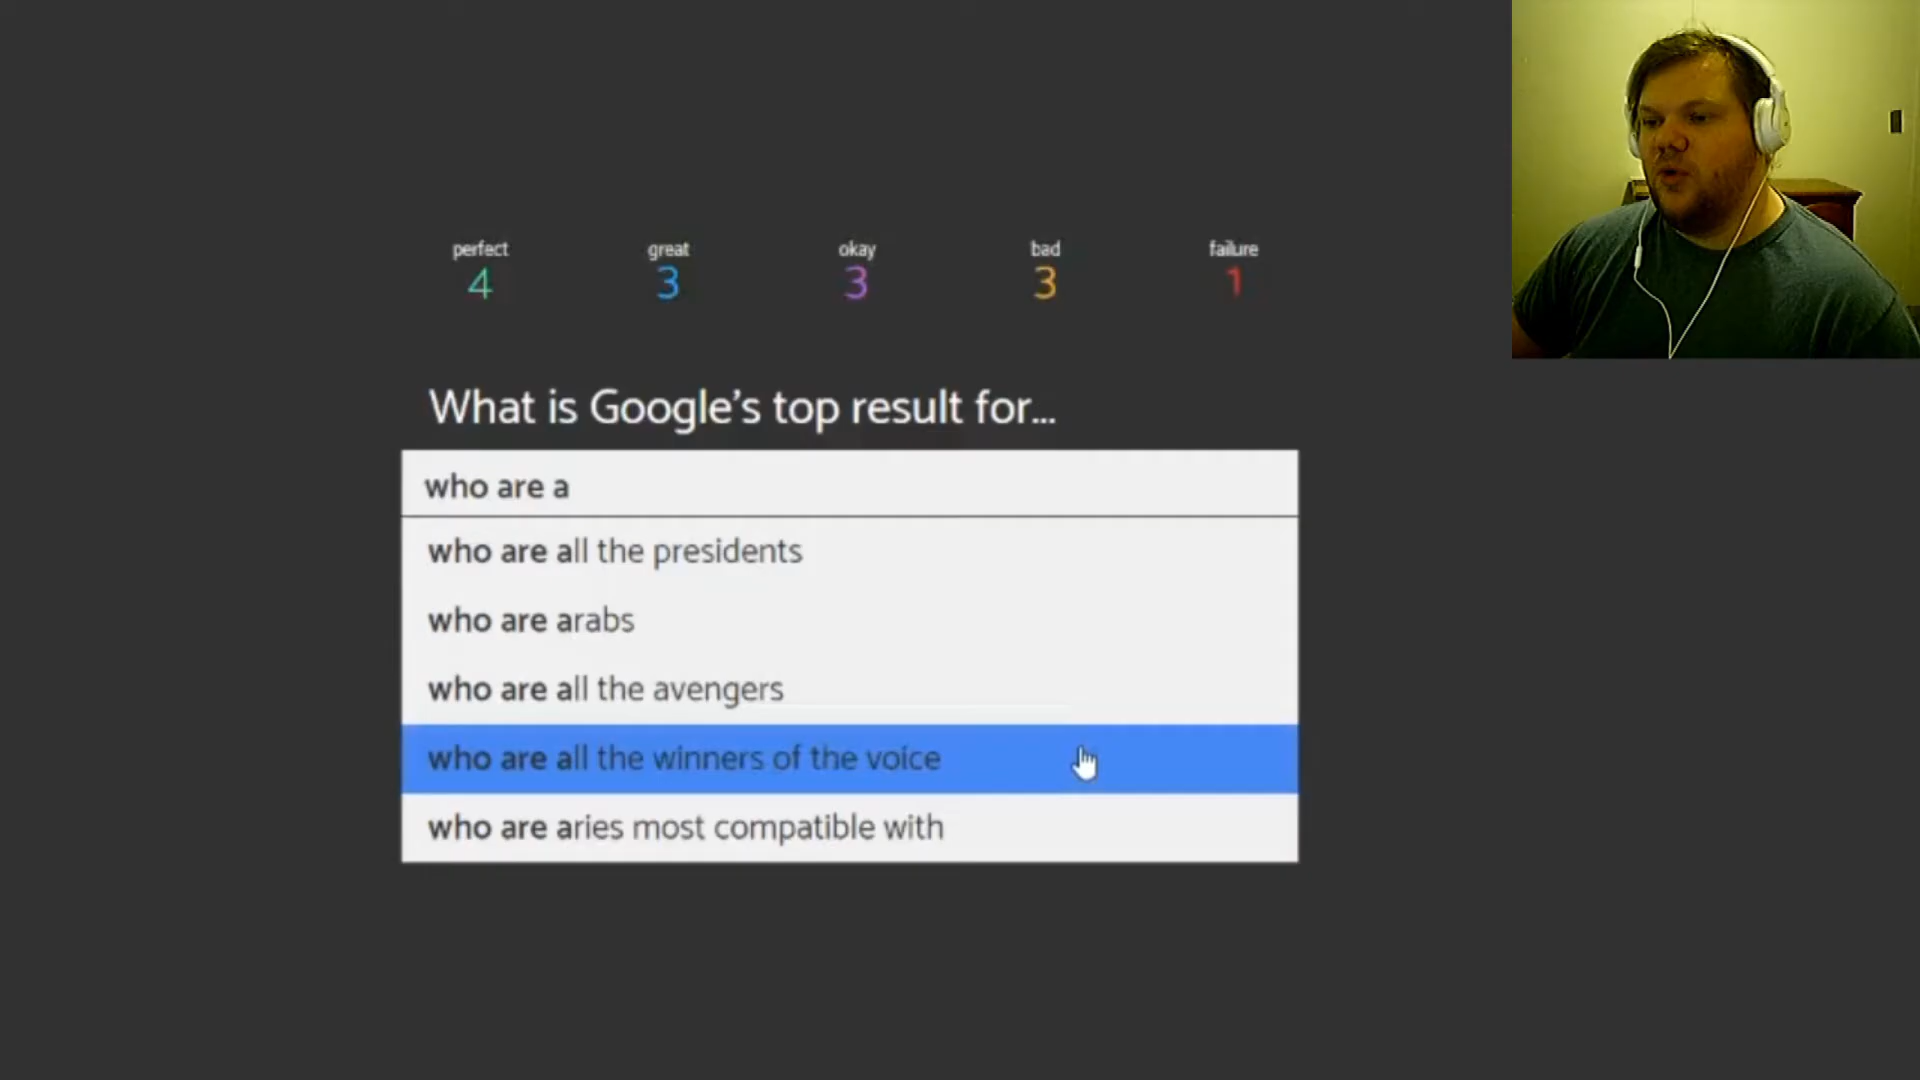 perfect great okay bad failure
4 3 3 3 1
What is Google's top result for...
who are a
who are all the presidents
who are arabs
who are all the avengers
who are all the winners of the voice
who are aries most compatible with